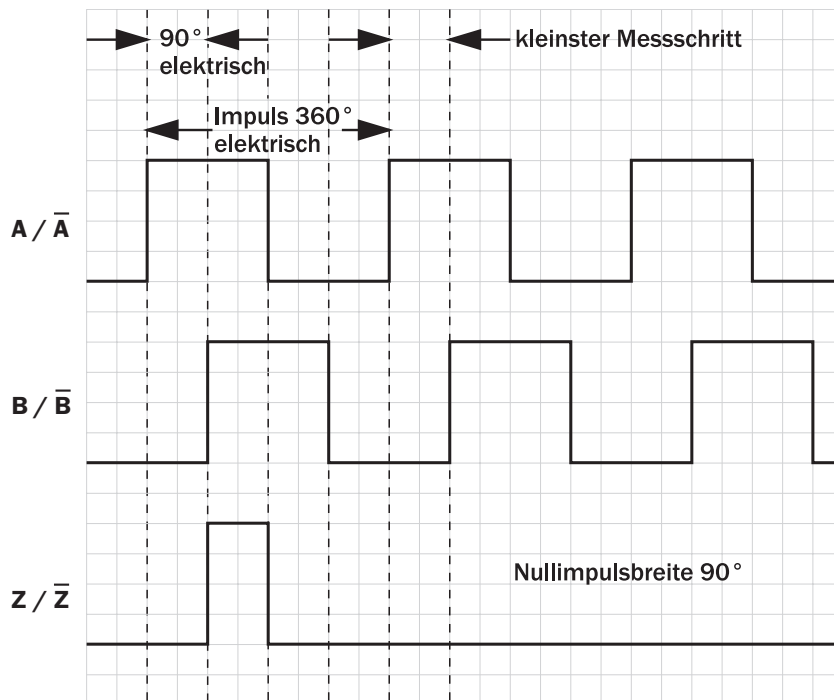 90°
elektrisch
kleinster Messschritt
Impuls 360°
elektrisch
A / A̅
B / B̅
Z / Z̅
Nullimpulsbreite 90°